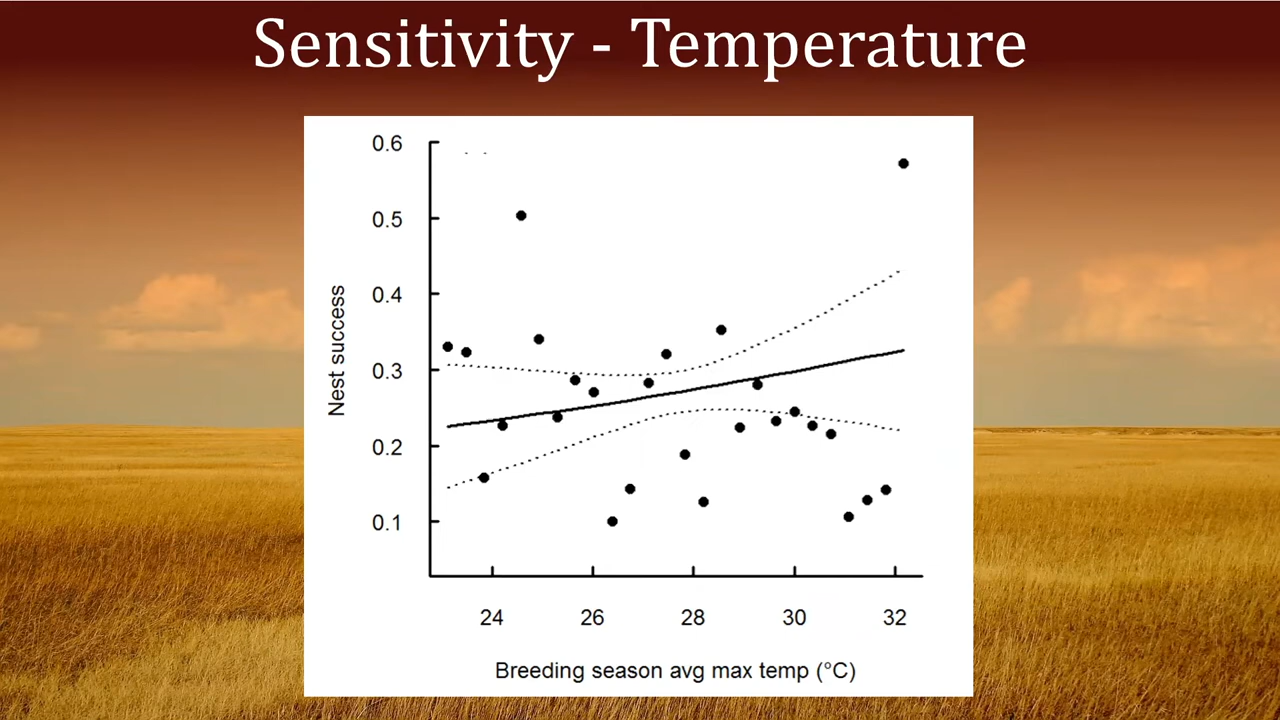 Sensitivity - Temperature
0.6
0.5
0.4
0.3
0.2
0.1
Nest success
24 26 28 30 32
Breeding season avg max temp (°C)